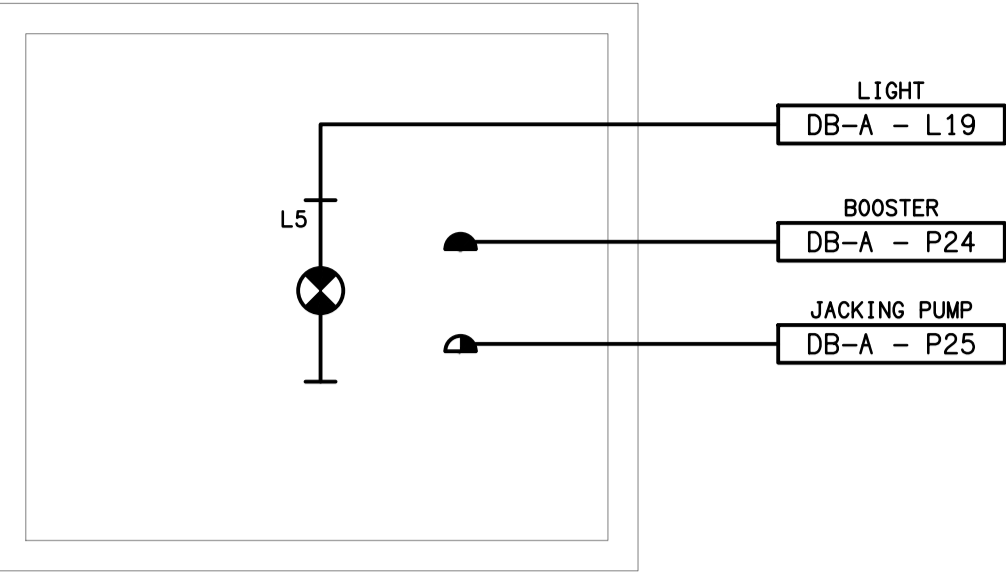 LIGHT
DB-A - L19
L5
BOOSTER
DB-A - P24
JACKING PUMP
DB-A - P25